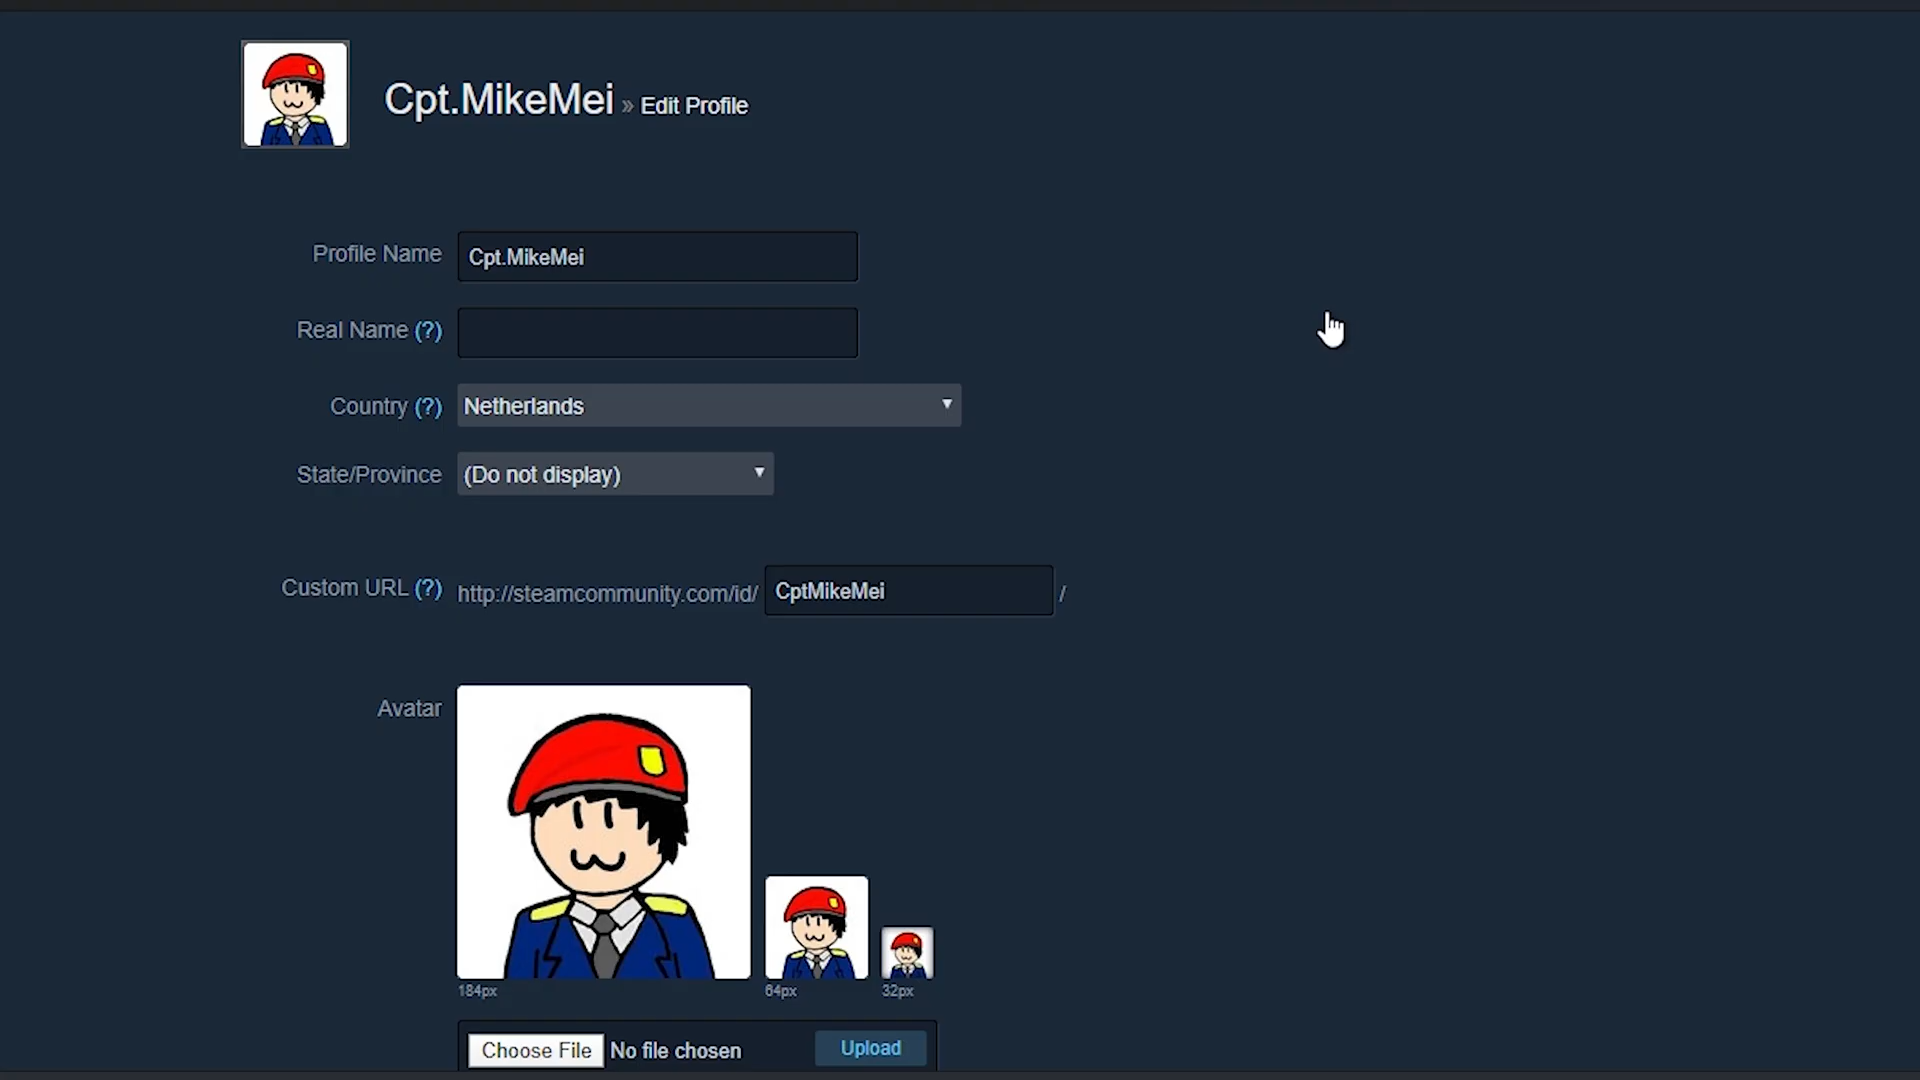 Cpt.MikeMei » Edit Profile
Profile Name Cpt.MikeMei
Real Name (?)
Country (?) Netherlands
State/Province (Do not display)
Custom URL (?) http://steamcommunity.com/id/ CptMikeMei /
Avatar
184px 64px 32px
Choose File No file chosen Upload